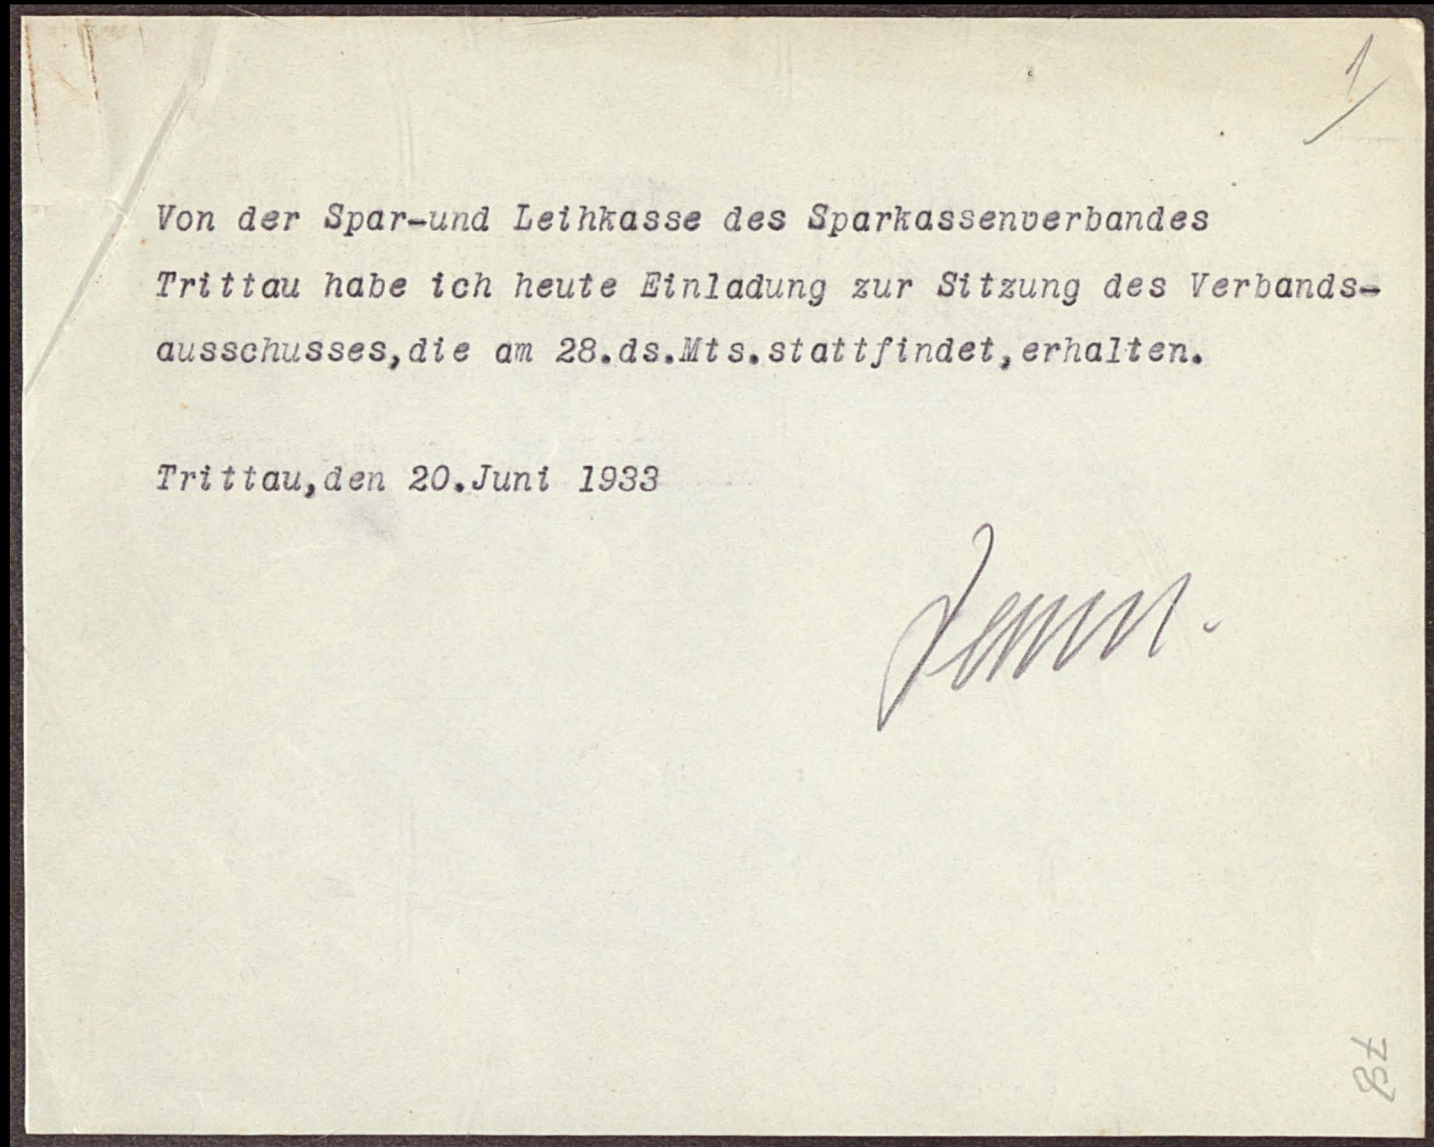 1
Von der Spar-und Leihkasse des Sparkassenverbandes
Trittau habe ich heute Einladung zur Sitzung des Verbands-
ausschusses,die am 28.ds.Mts.stattfindet,erhalten.
Trittau,den 20.Juni 1933
78